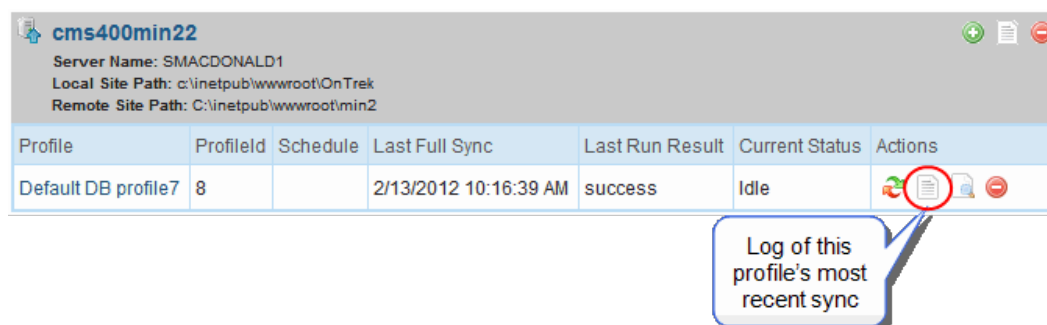 cms400min22
Server Name: SMACDONALD1
Local Site Path: c:\inetpub\wwwroot\OnTrek
Remote Site Path: C:\inetpub\wwwroot\min2
Profile ProfileId Schedule Last Full Sync Last Run Result Current Status Actions
Default DB profile7 8 2/13/2012 10:16:39 AM success Idle
Log of this
profile's most
recent sync